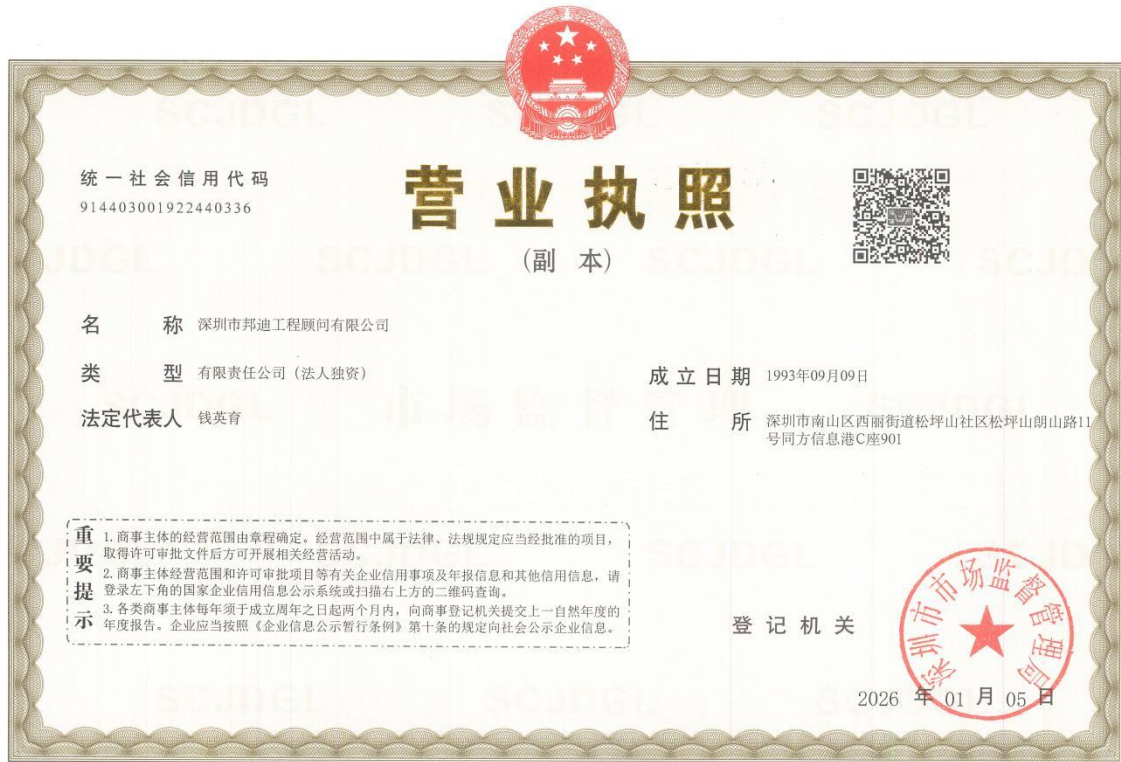 统一社会信用代码
914403001922440336
营业执照
(副 本)
名 称 深圳市邦迪工程顾问有限公司
类 型 有限责任公司（法人独资）
法定代表人 钱英育
成立日期 1993年09月09日
住 所 深圳市南山区西丽街道松坪山社区松坪山朗山路11
号同方信息港C座901
重要提示
1. 商事主体的经营范围由章程确定。经营范围中属于法律、法规规定应当经批准的项目，
取得许可审批文件后方可开展相关经营活动。
2. 商事主体经营范围和许可审批项目等有关企业信用事项及年报信息和其他信用信息，请
登录左下角的国家企业信用信息公示系统或扫描右上方的二维码查询。
3. 各类商事主体每年须于成立周年之日起两个月内，向商事登记机关提交上一自然年度的
年度报告。企业应当按照《企业信息公示暂行条例》第十条的规定向社会公示企业信息。
登记机关
深圳市市场监督管理局
2026 年 01 月 05 日
SCJDGL
市场监督管理